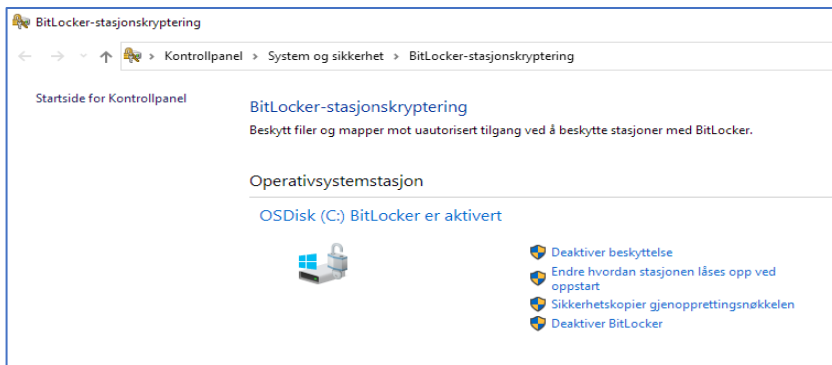 BitLocker-stasjonskryptering
Kontrollpanel > System og sikkerhet > BitLocker-stasjonskryptering
Startside for Kontrollpanel
BitLocker-stasjonskryptering
Beskytt filer og mapper mot uautorisert tilgang ved å beskytte stasjoner med BitLocker.
Operativsystemstasjon
OSDisk (C:) BitLocker er aktivert
Deaktiver beskyttelse
Endre hvordan stasjonen låses opp ved
oppstart
Sikkerhetskopier gjenopprettingsnøkkelen
Deaktiver BitLocker